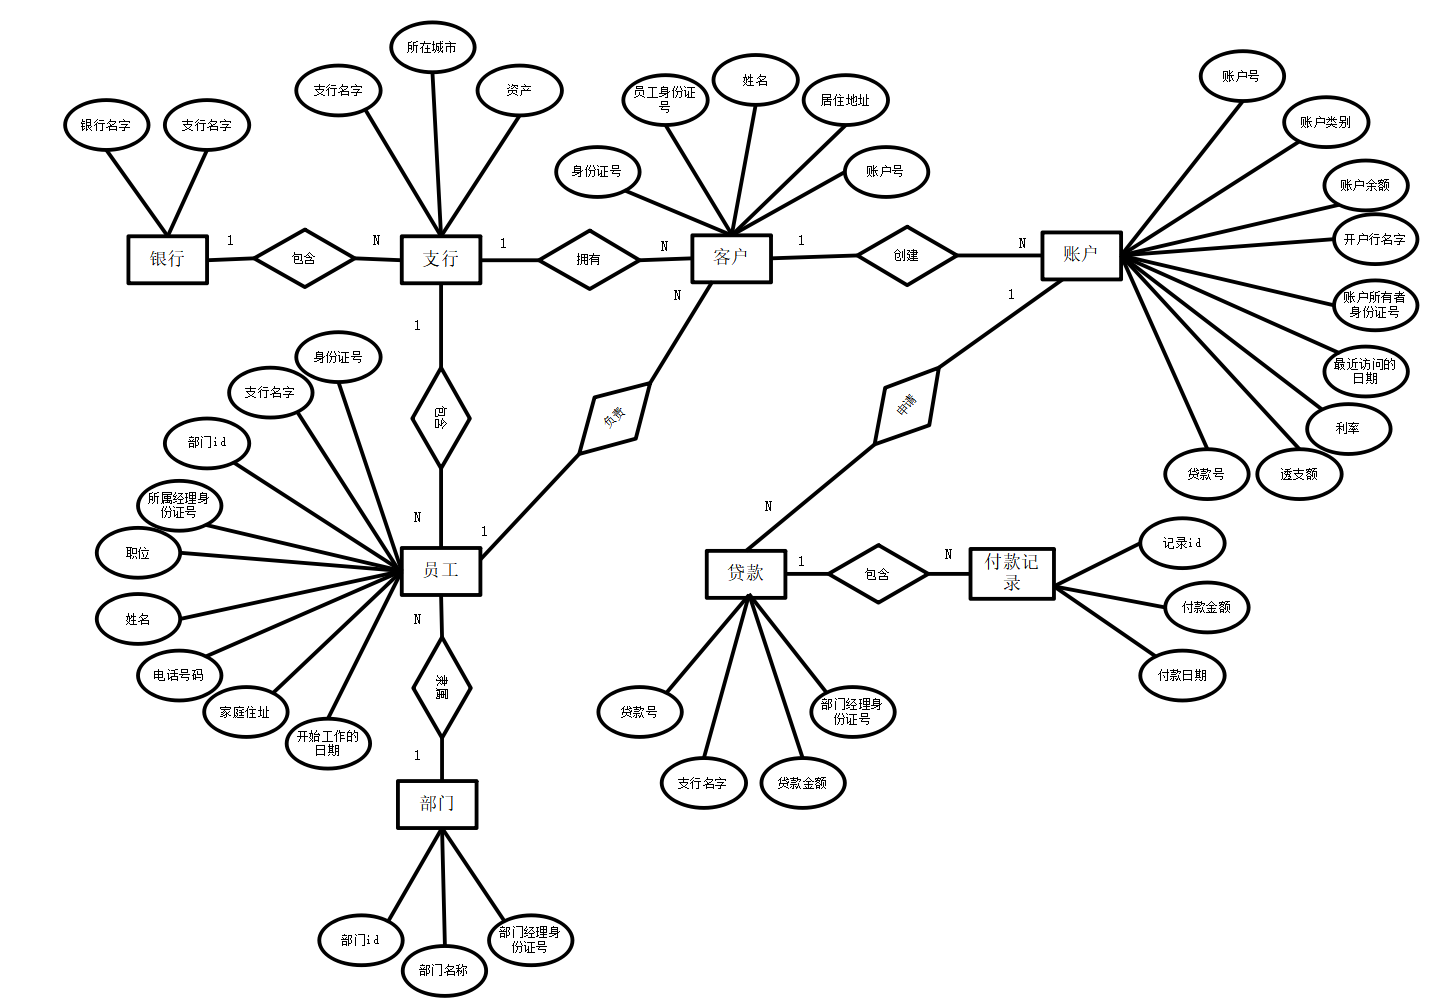 所在城市
支行名字
资产
银行名字
支行名字
员工身份证
号
姓名
居住地址
身份证号
账户号
账户号
账户类别
账户余额
开户行名字
账户所有者
身份证号
最近访问的
日期
利率
透支额
贷款号
银行
1
包含
N
支行
1
拥有
N
客户
1
创建
N
账户
1
包含
N
N
负责
1
1
申请
N
身份证号
支行名字
部门id
所属经理身
份证号
职位
姓名
电话号码
家庭住址
开始工作的
日期
员工
N
隶属
1
部门
部门id
部门名称
部门经理身
份证号
贷款
1
包含
N
付款记
录
记录id
付款金额
付款日期
贷款号
支行名字
贷款金额
部门经理身
份证号